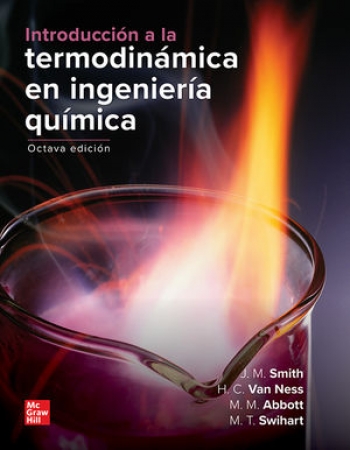 Introducción a la
termodinámica
en ingeniería
química
Octava edición
J. M. Smith
H. C. Van Ness
M. M. Abbott
M. T. Swihart
Mc
Graw
Hill